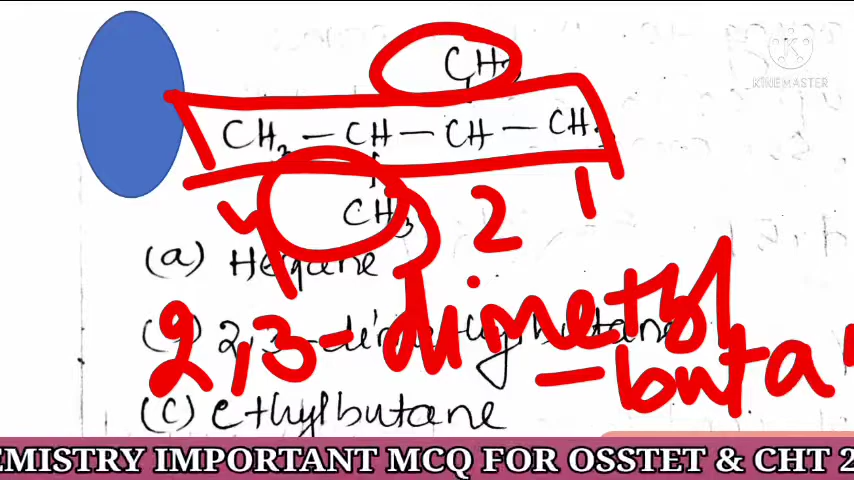 KINEMASTER
CH
CH₃ — CH — CH — CH₃
CH₃
4 3 2 1
(a) Hexane
(C) 2,3-dimethylbutane
2,3-dimethyl
-buta
(C) ethylbutane
EMISTRY IMPORTANT MCQ FOR OSSTET & CHT 2